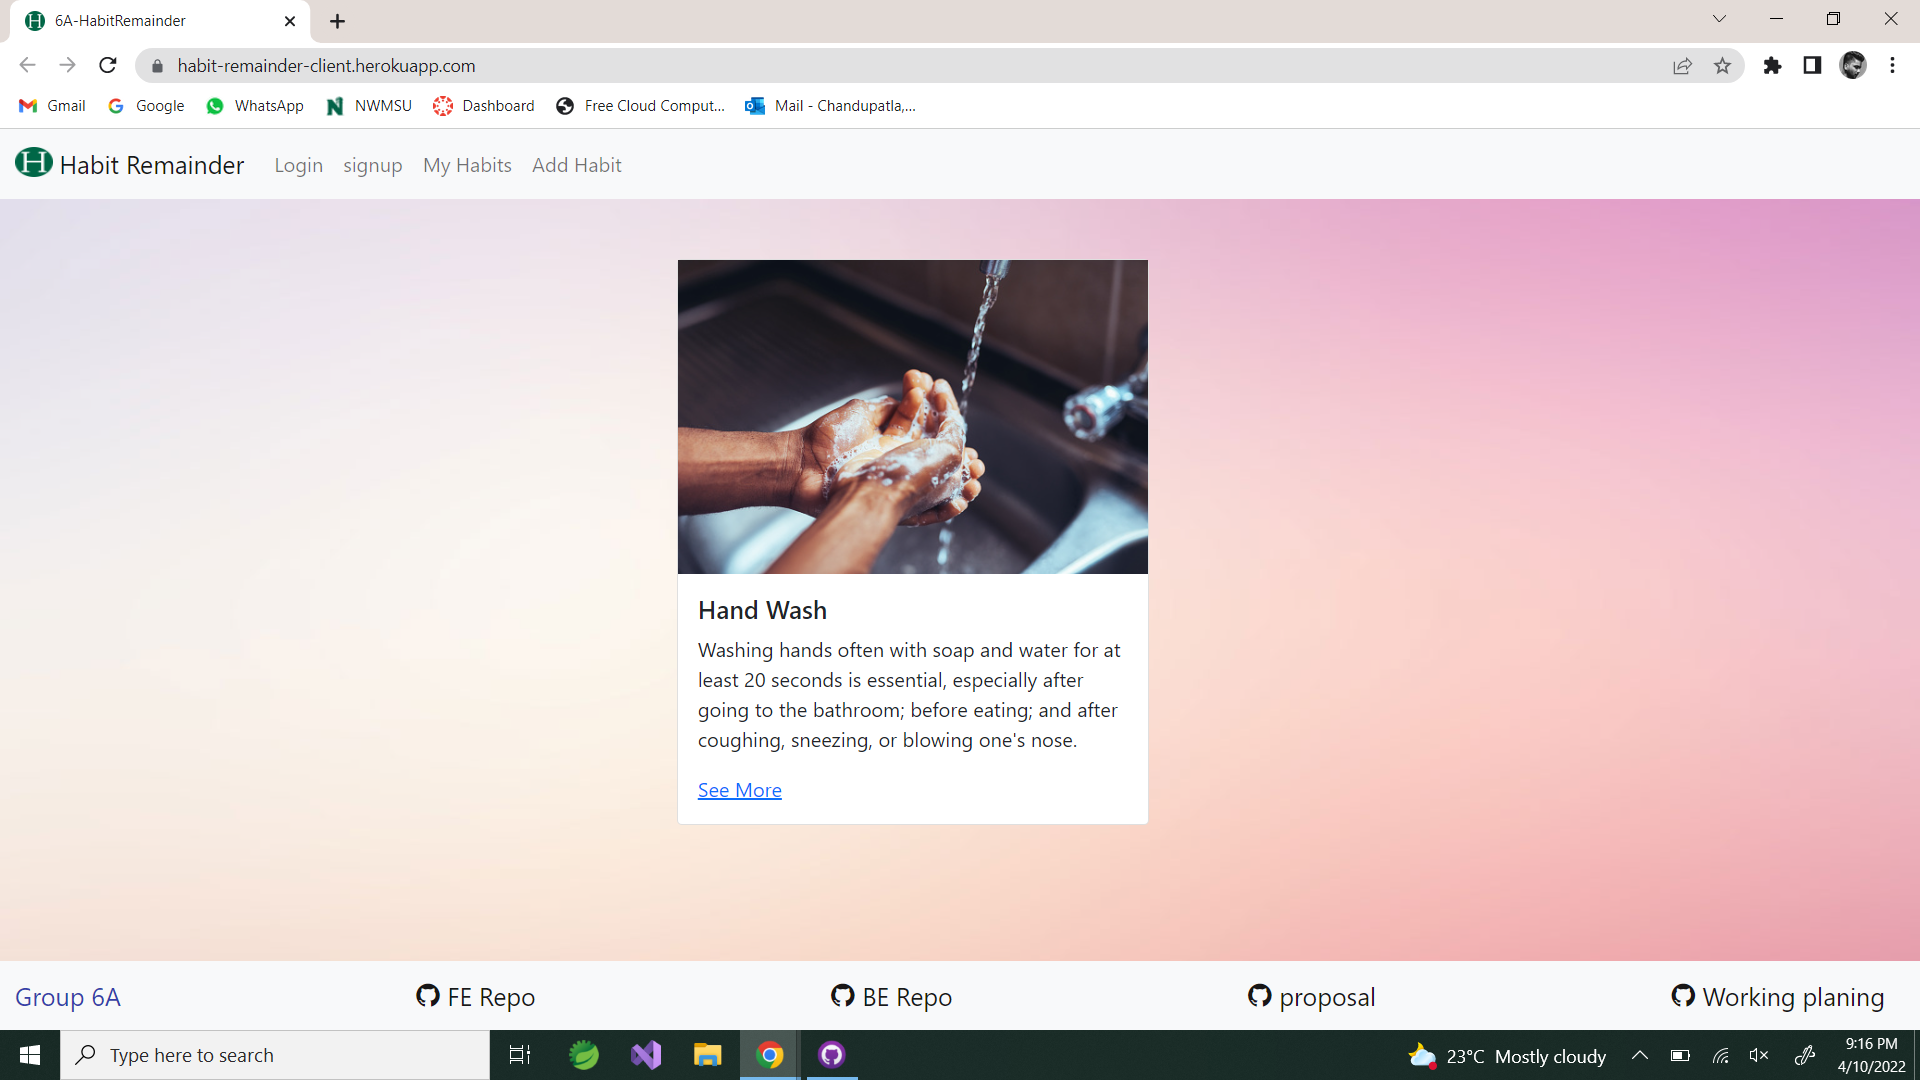 6A-HabitRemainder
habit-remainder-client.herokuapp.com
Gmail Google WhatsApp NWMSU Dashboard Free Cloud Comput... Mail - Chandupatla,...
H Habit Remainder Login signup My Habits Add Habit
Hand Wash
Washing hands often with soap and water for at
least 20 seconds is essential, especially after
going to the bathroom; before eating; and after
coughing, sneezing, or blowing one's nose.
See More
Group 6A FE Repo BE Repo proposal Working planing
Type here to search 23°C Mostly cloudy 9:16 PM
4/10/2022